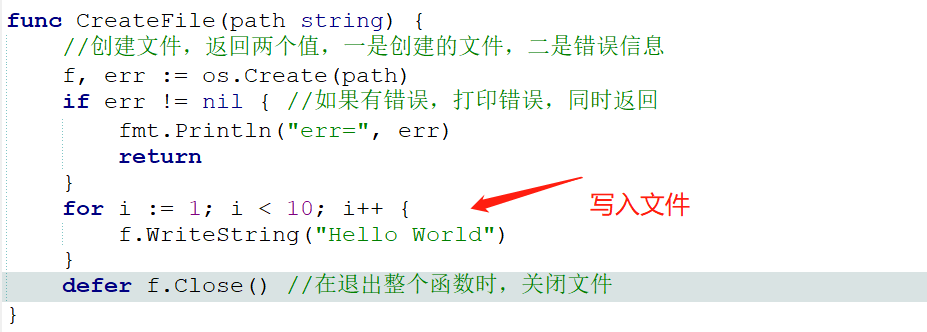 func CreateFile(path string) {
    //创建文件，返回两个值，一是创建的文件，二是错误信息
    f, err := os.Create(path)
    if err != nil { //如果有错误，打印错误，同时返回
        fmt.Println("err=", err)
        return
    }
    for i := 1; i < 10; i++ { 写入文件
        f.WriteString("Hello World")
    }
    defer f.Close() //在退出整个函数时，关闭文件
}